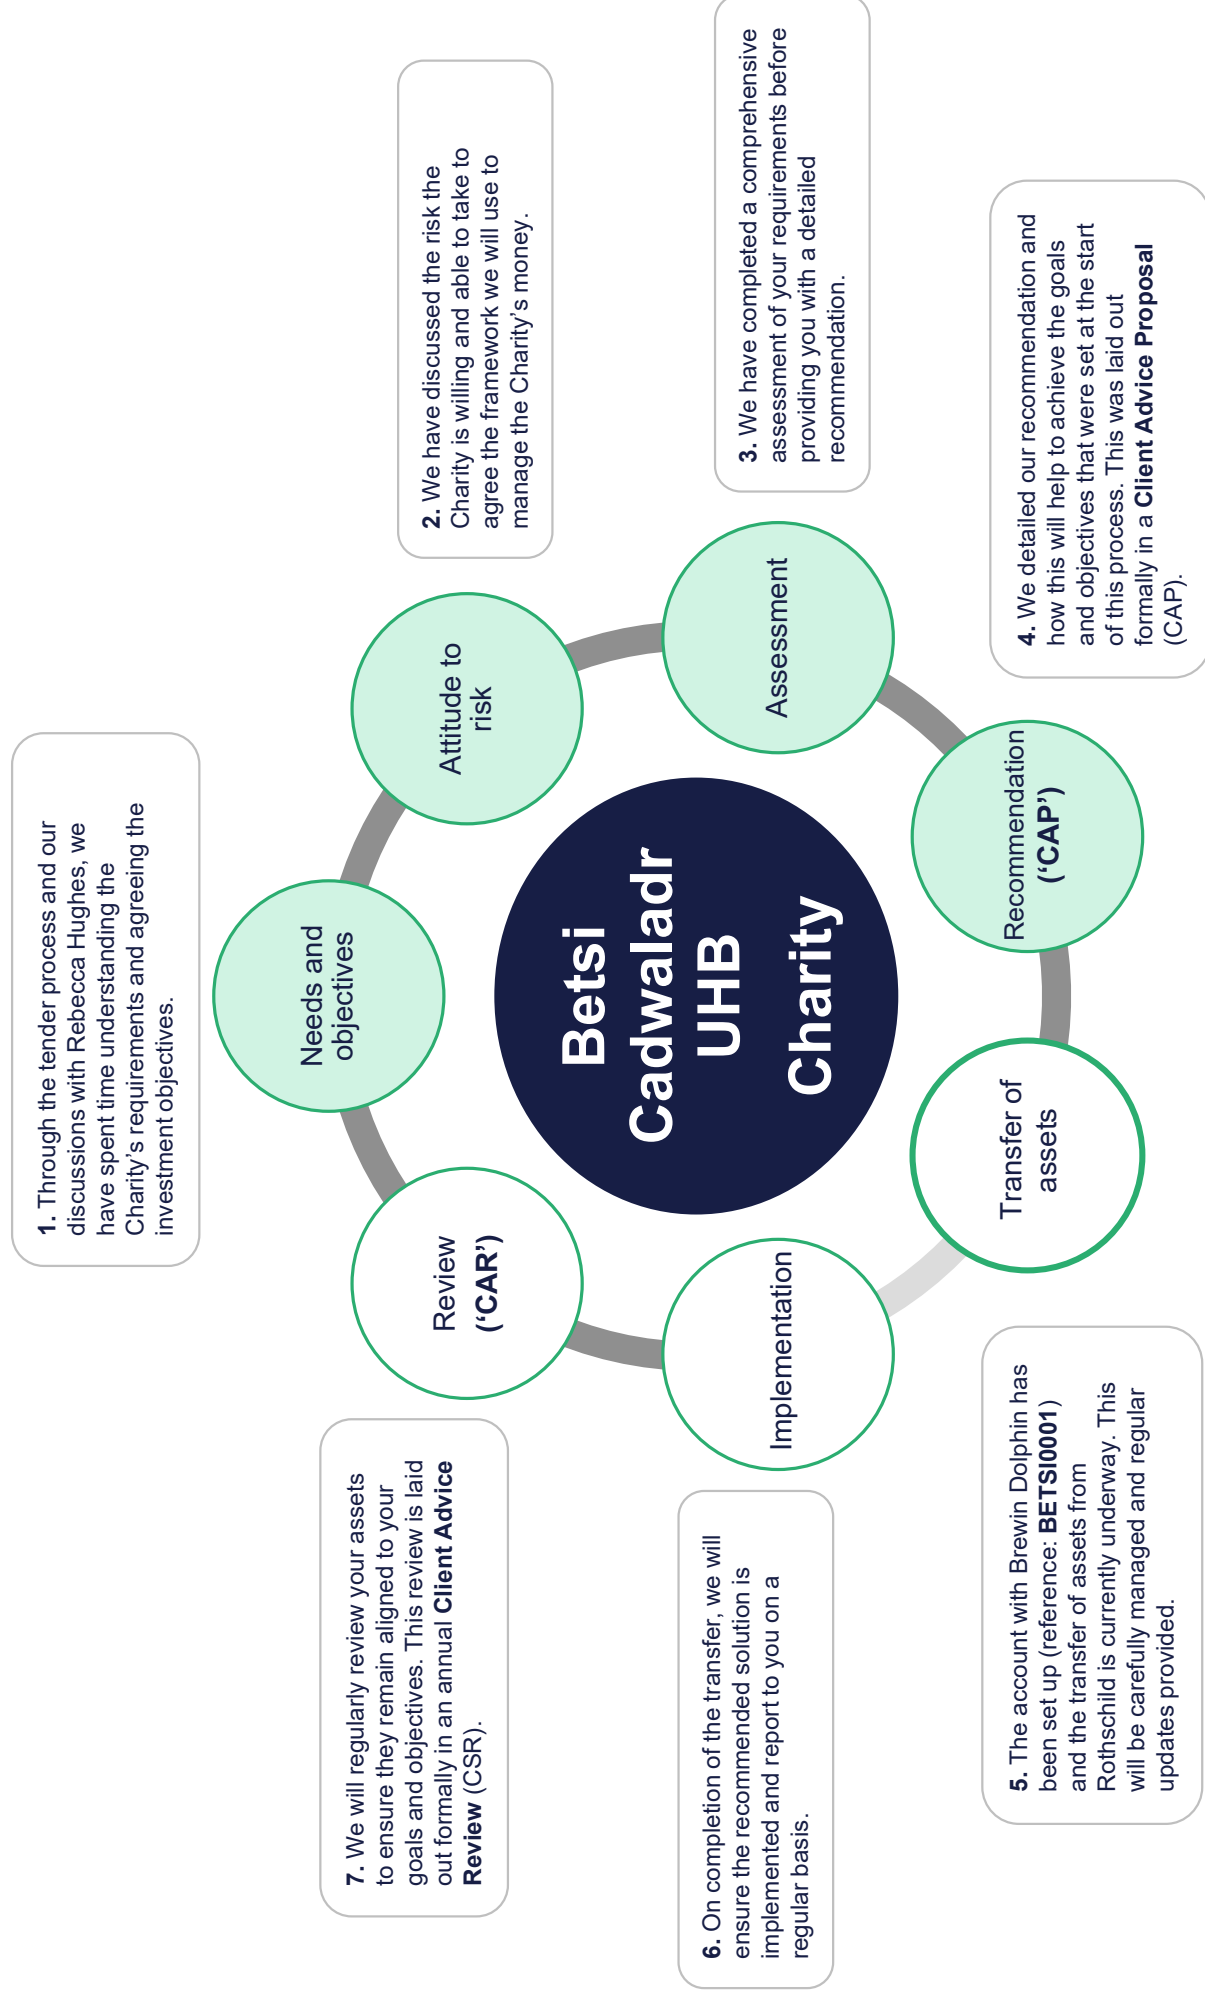 1. Through the tender process and our
discussions with Rebecca Hughes, we
have spent time understanding the
Charity's requirements and agreeing the
investment objectives.
2. We have discussed the risk the
Charity is willing and able to take to
agree the framework we will use to
manage the Charity's money.
3. We have completed a comprehensive
assessment of your requirements before
providing you with a detailed
recommendation.
4. We detailed our recommendation and
how this will help to achieve the goals
and objectives that were set at the start
of this process. This was laid out
formally in a Client Advice Proposal
(CAP).
5. The account with Brewin Dolphin has
been set up (reference: BETSI0001)
and the transfer of assets from
Rothschild is currently underway. This
will be carefully managed and regular
updates provided.
6. On completion of the transfer, we will
ensure the recommended solution is
implemented and report to you on a
regular basis.
7. We will regularly review your assets
to ensure they remain aligned to your
goals and objectives. This review is laid
out formally in an annual Client Advice
Review (CSR).
Needs and
objectives
Attitude to
risk
Assessment
Recommendation
(‘CAP’)
Transfer of
assets
Implementation
Review
(‘CAR’)
Betsi
Cadwaladr
UHB
Charity